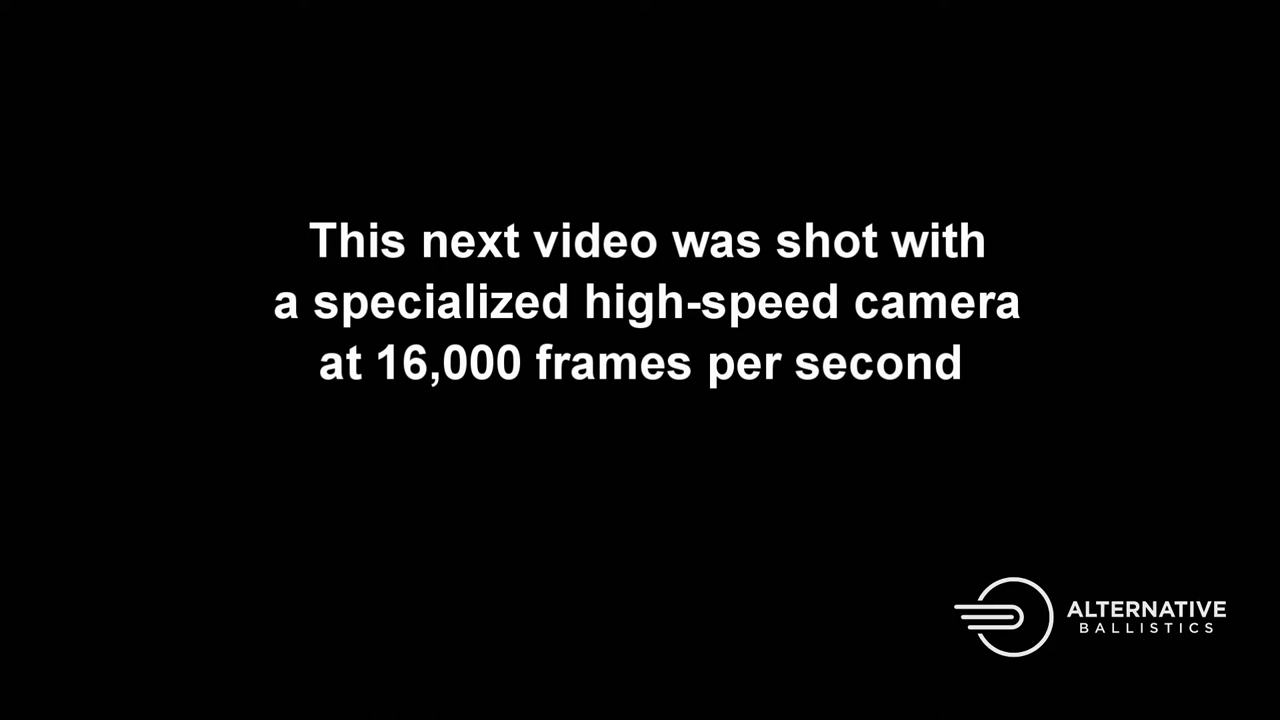 This next video was shot with
a specialized high-speed camera
at 16,000 frames per second
ALTERNATIVE
BALLISTICS